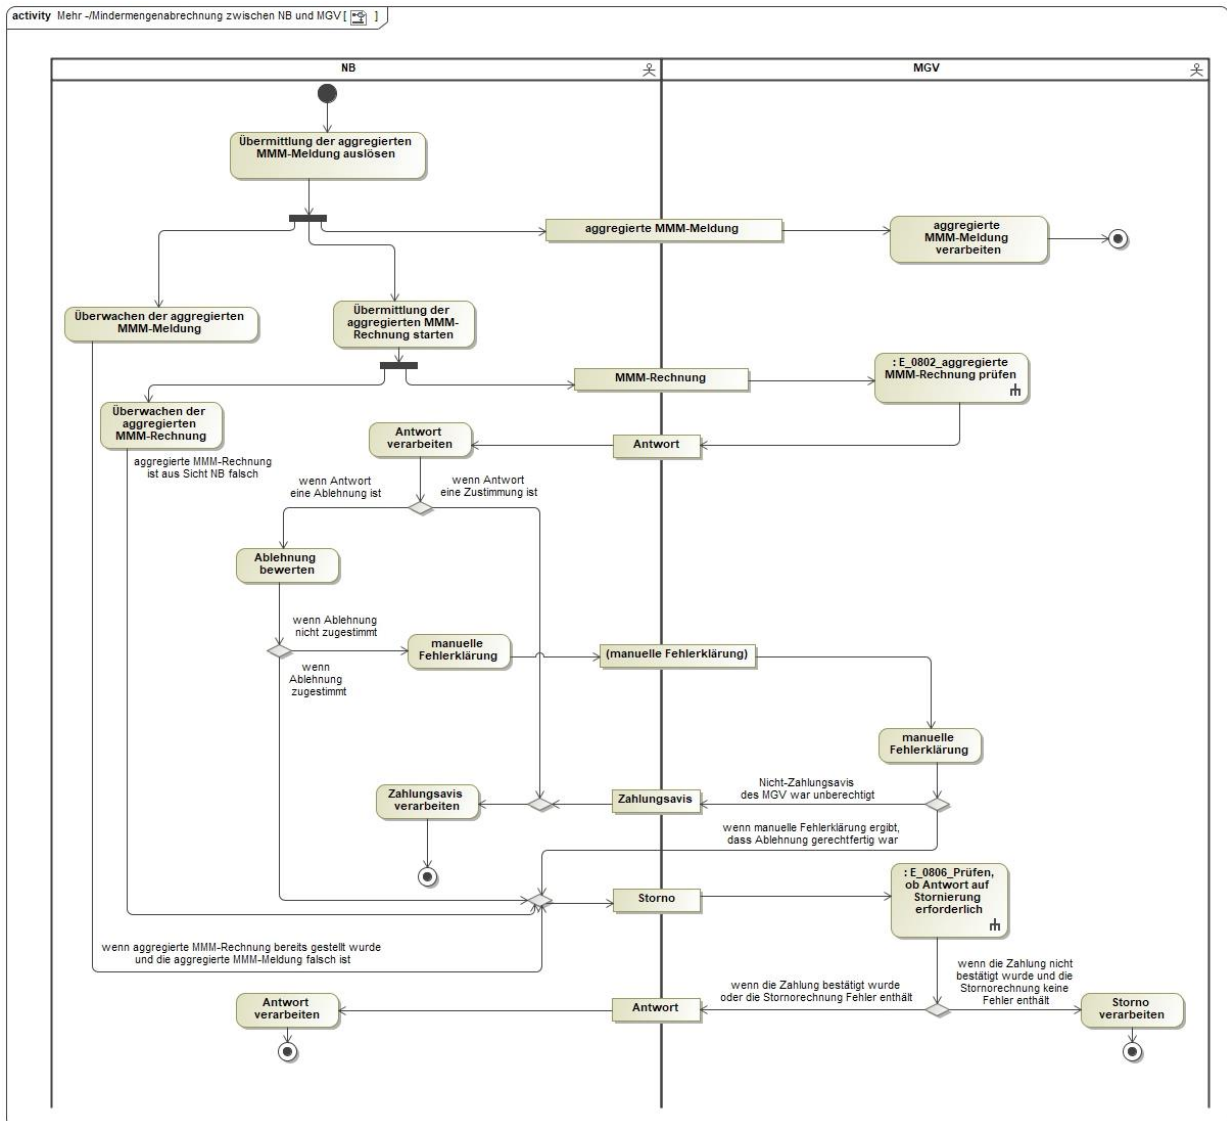 activity Mehr -/Mindermengenabrechnung zwischen NB und MGV [ ]
NB
MGV
Übermittlung der aggregierten
MMM-Meldung auslösen
aggregierte MMM-Meldung
aggregierte
MMM-Meldung
verarbeiten
Überwachen der aggregierten
MMM-Meldung
Übermittlung der
aggregierten MMM-
Rechnung starten
MMM-Rechnung
: E_0802_aggregierte
MMM-Rechnung prüfen
Überwachen der
aggregierten
MMM-Rechnung
Antwort
verarbeiten
Antwort
aggregierte MMM-Rechnung
ist aus Sicht NB falsch
wenn Antwort
eine Ablehnung ist
wenn Antwort
eine Zustimmung ist
Ablehnung
bewerten
wenn Ablehnung
nicht zugestimmt
manuelle
Fehlerklärung
(manuelle Fehlerklärung)
wenn
Ablehnung
zugestimmt
manuelle
Fehlerklärung
Zahlungsavis
verarbeiten
Zahlungsavis
Nicht-Zahlungsavis
des MGV war unberechtigt
wenn manuelle Fehlerklärung ergibt,
dass Ablehnung gerechtfertig war
Storno
: E_0806_Prüfen,
ob Antwort auf
Stornierung
erforderlich
wenn aggregierte MMM-Rechnung bereits gestellt wurde
und die aggregierte MMM-Meldung falsch ist
wenn die Zahlung nicht
bestätigt wurde und die
Stornorechnung keine
Fehler enthält
wenn die Zahlung bestätigt wurde
oder die Stornorechnung Fehler enthält
Antwort
verarbeiten
Antwort
Storno
verarbeiten